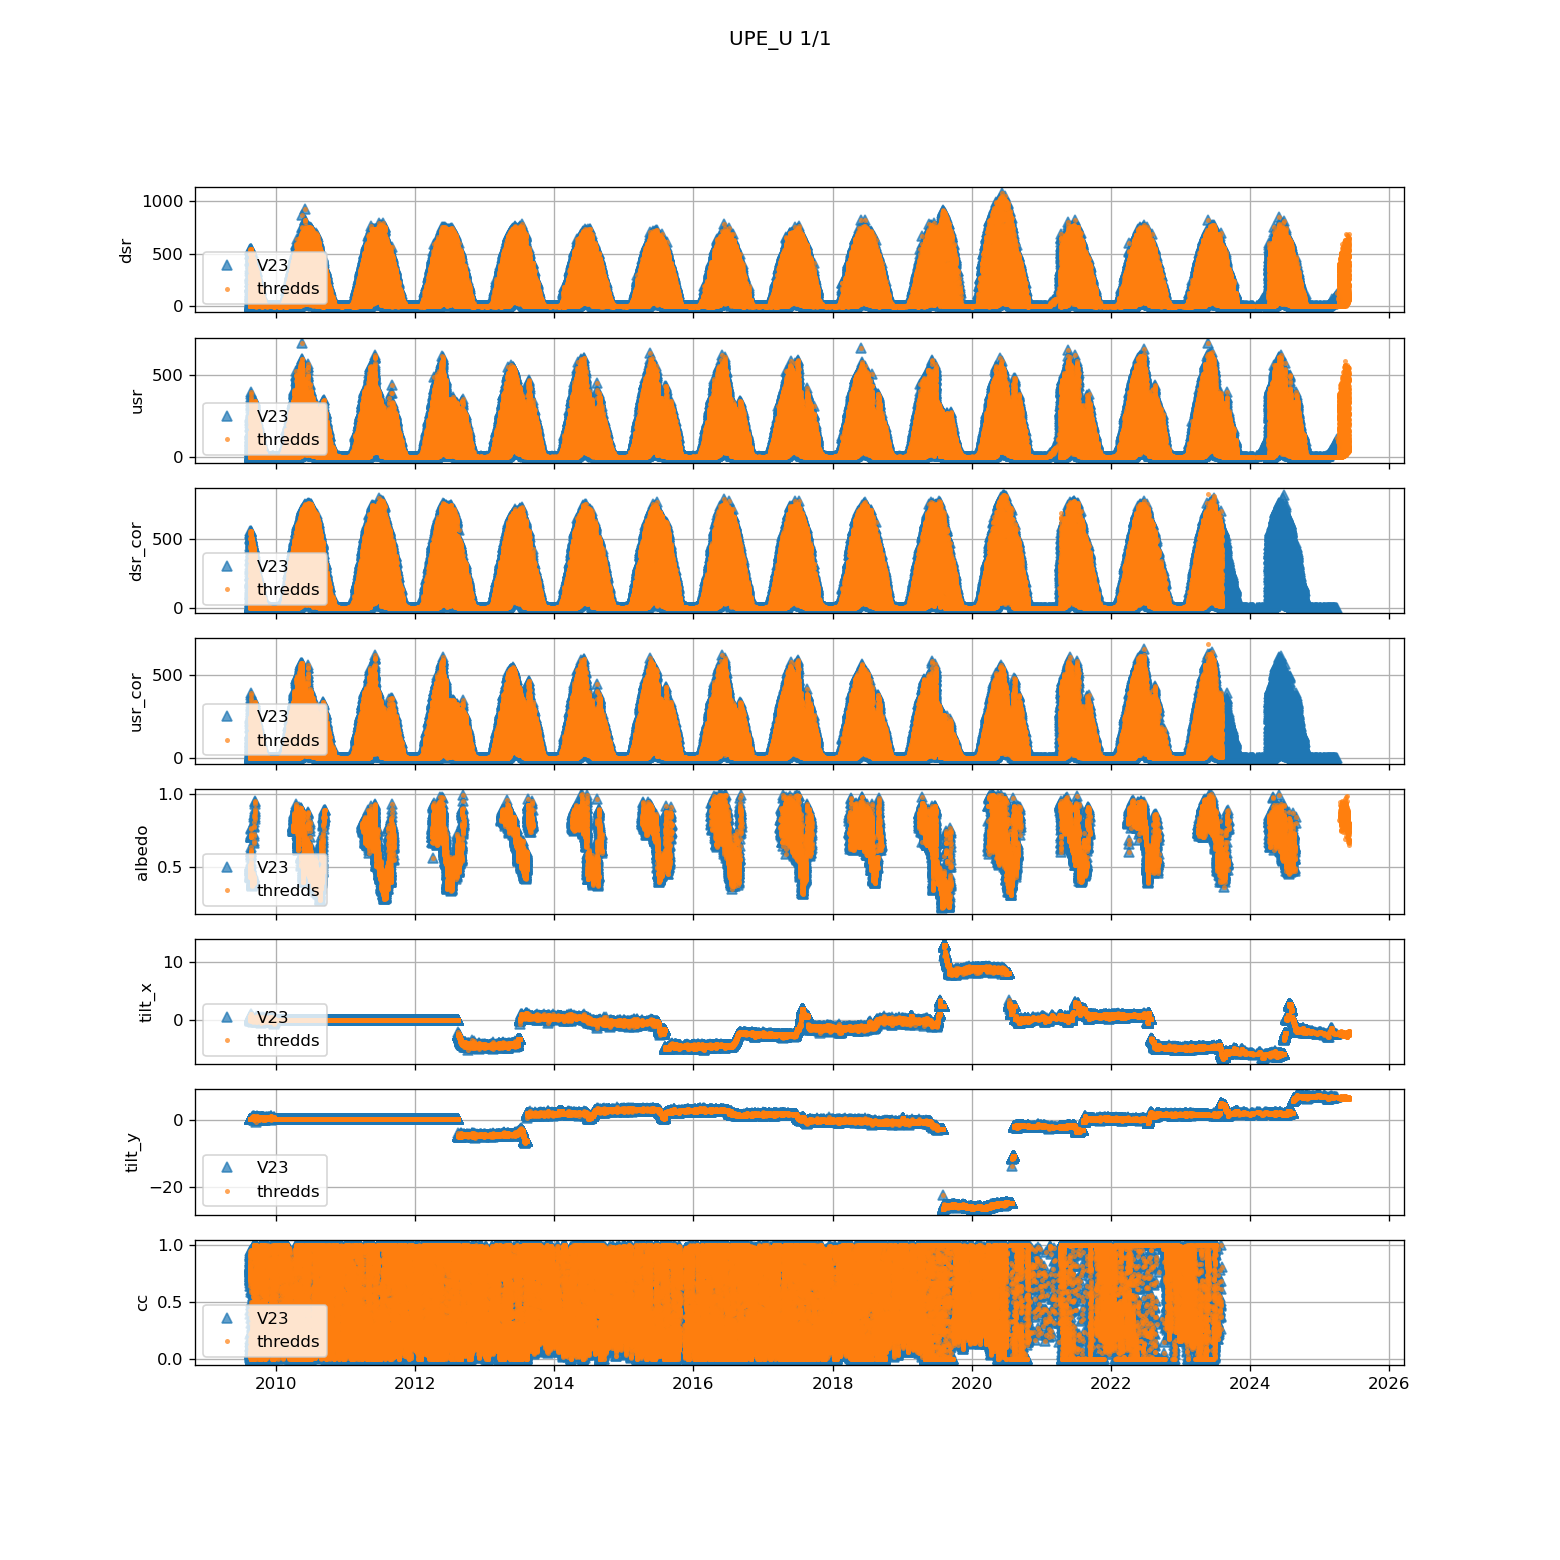 UPE_U 1/1
1000
500
0
dsr
V23
thredds
500
0
usr
V23
thredds
500
0
dsr_cor
V23
thredds
500
0
usr_cor
V23
thredds
1.0
0.5
albedo
V23
thredds
10
0
tilt_x
V23
thredds
0
−20
tilt_y
V23
thredds
1.0
0.5
0.0
cc
V23
thredds
2010 2012 2014 2016 2018 2020 2022 2024 2026